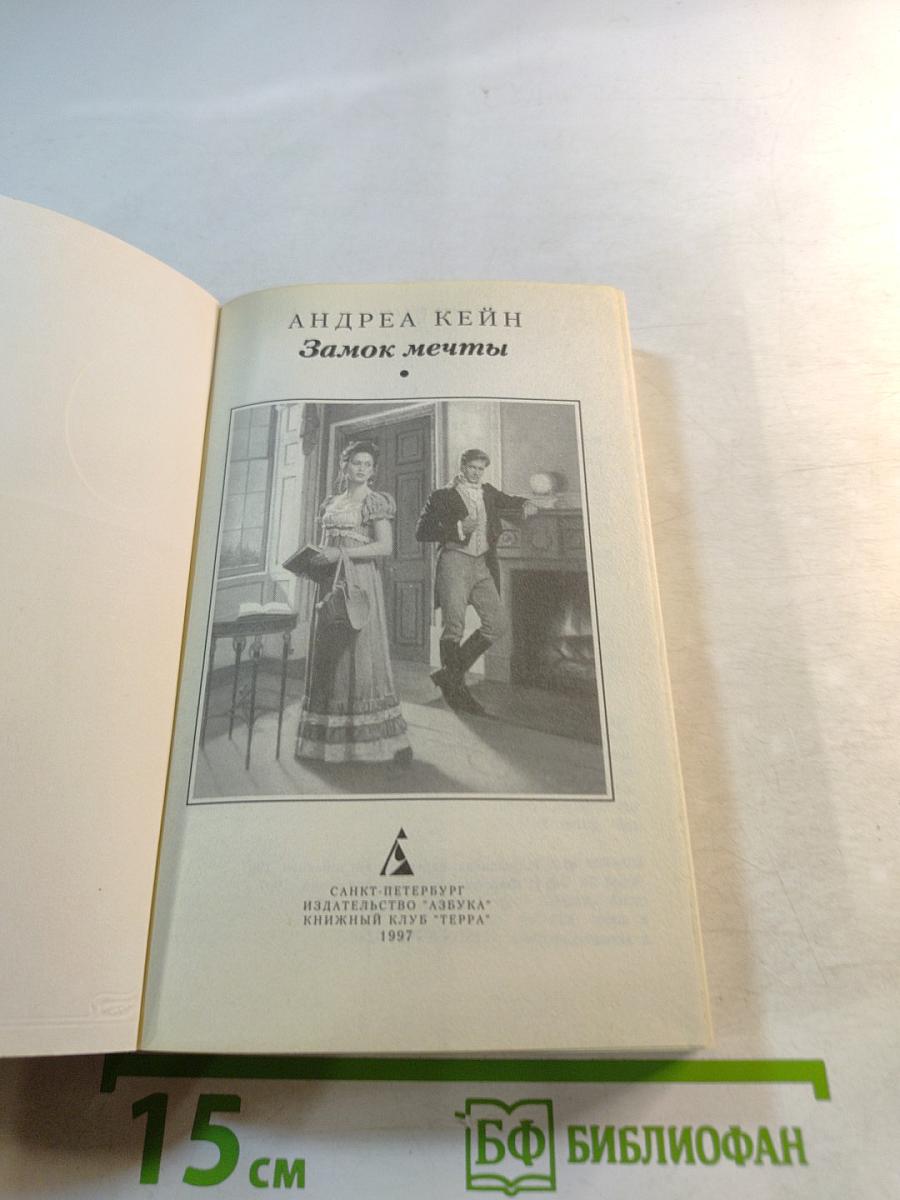 АНДРЕА КЕЙН
Замок мечты
•
САНКТ-ПЕТЕРБУРГ
ИЗДАТЕЛЬСТВО "АЗБУКА"
КНИЖНЫЙ КЛУБ "ТЕРРА"
1997
15 см
БФ БИБЛИОФАН